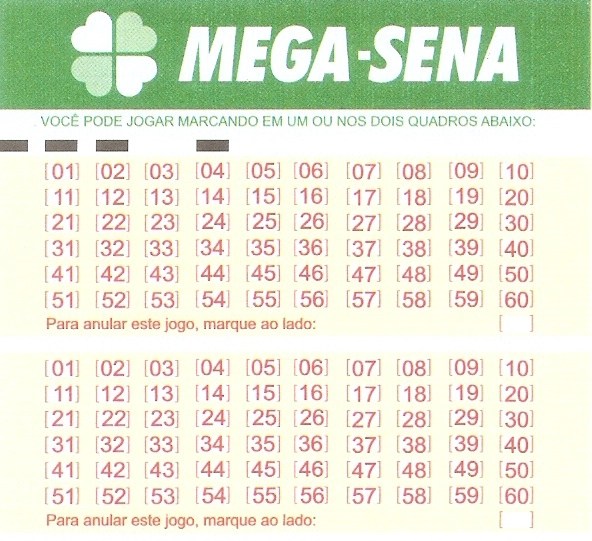 MEGA-SENA
VOCÊ PODE JOGAR MARCANDO EM UM OU NOS DOIS QUADROS ABAIXO:
[01] [02] [03] [04] [05] [06] [07] [08] [09] [10]
[11] [12] [13] [14] [15] [16] [17] [18] [19] [20]
[21] [22] [23] [24] [25] [26] [27] [28] [29] [30]
[31] [32] [33] [34] [35] [36] [37] [38] [39] [40]
[41] [42] [43] [44] [45] [46] [47] [48] [49] [50]
[51] [52] [53] [54] [55] [56] [57] [58] [59] [60]
Para anular este jogo, marque ao lado: [ ]
[01] [02] [03] [04] [05] [06] [07] [08] [09] [10]
[11] [12] [13] [14] [15] [16] [17] [18] [19] [20]
[21] [22] [23] [24] [25] [26] [27] [28] [29] [30]
[31] [32] [33] [34] [35] [36] [37] [38] [39] [40]
[41] [42] [43] [44] [45] [46] [47] [48] [49] [50]
[51] [52] [53] [54] [55] [56] [57] [58] [59] [60]
Para anular este jogo, marque ao lado: [ ]